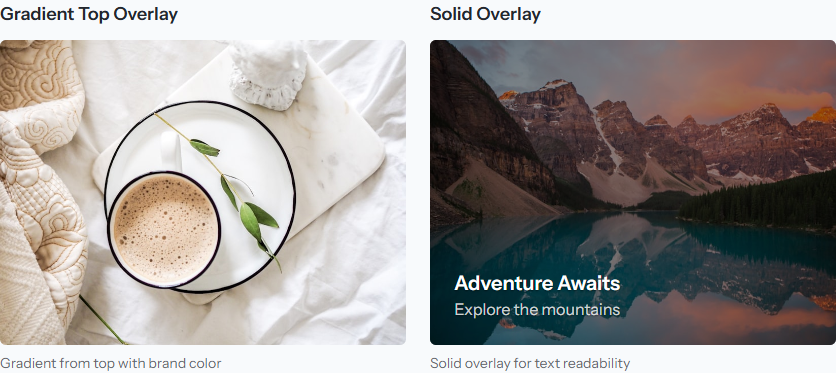 Gradient Top Overlay
Solid Overlay
Adventure Awaits
Explore the mountains
Gradient from top with brand color
Solid overlay for text readability